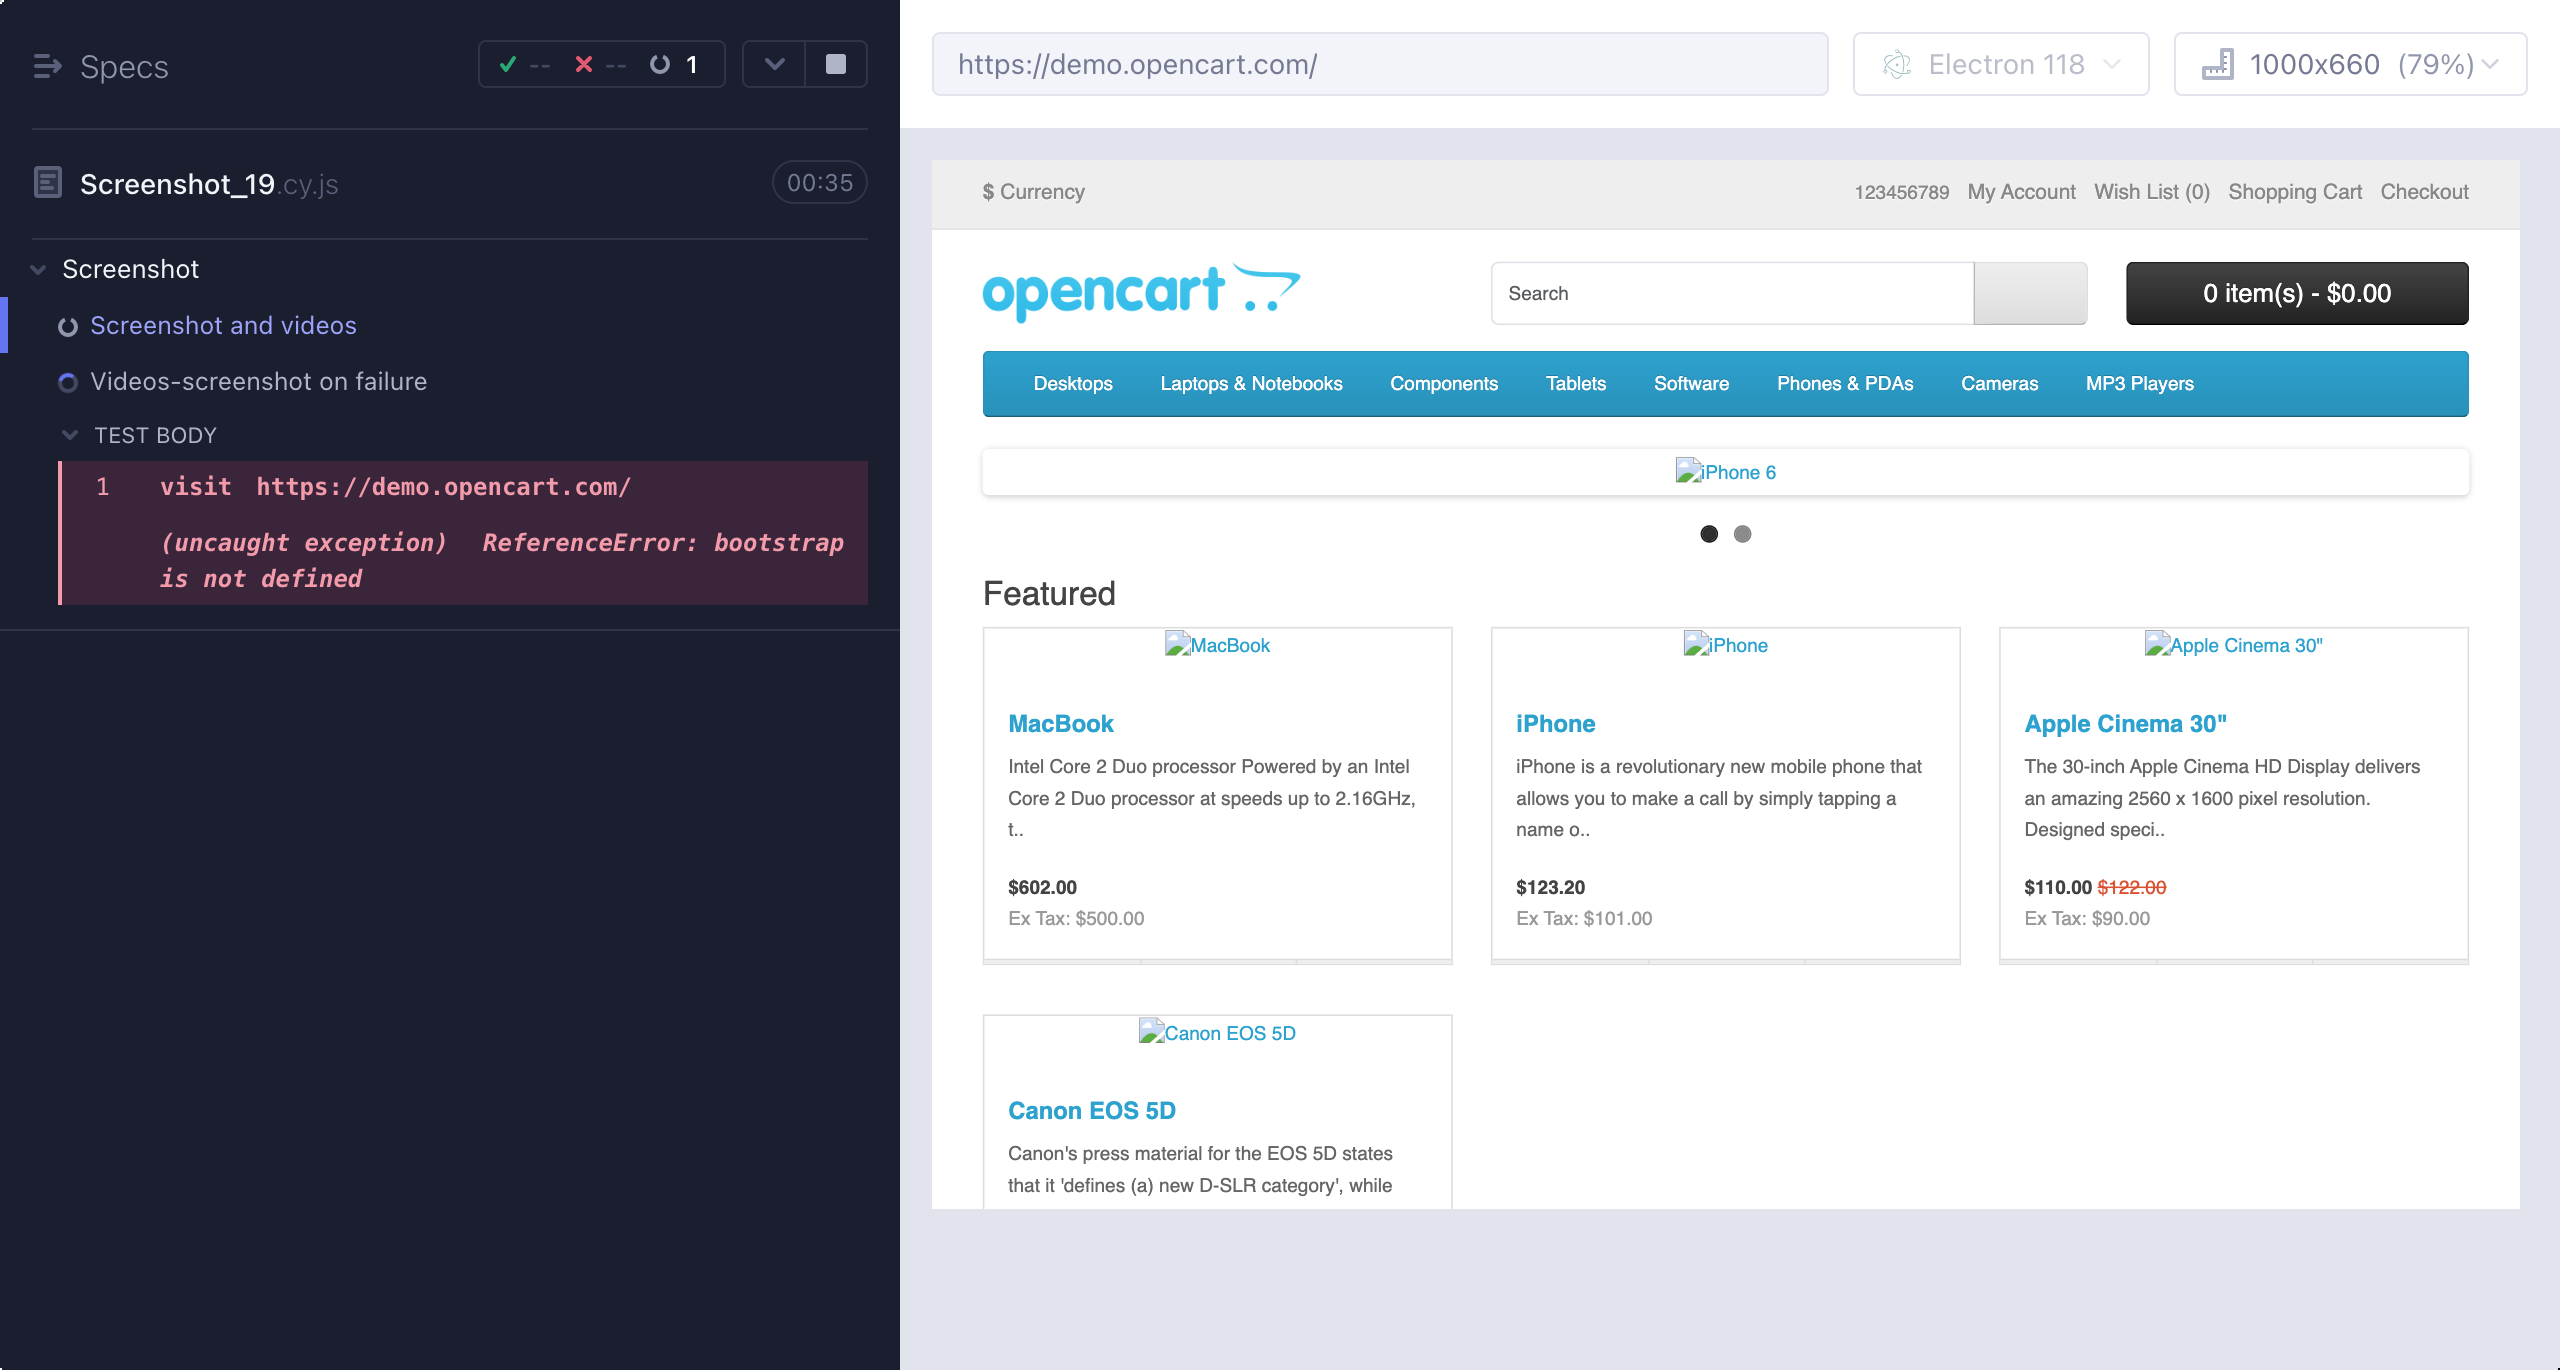 Specs
-- -- 1
Screenshot_19.cy.js
00:35
Screenshot
Screenshot and videos
Videos-screenshot on failure
TEST BODY
1 visit https://demo.opencart.com/
(uncaught exception) ReferenceError: bootstrap
is not defined
https://demo.opencart.com/
Electron 118
1000x660 (79%)
$ Currency
123456789 My Account Wish List (0) Shopping Cart Checkout
opencart
Search
0 item(s) - $0.00
Desktops Laptops & Notebooks Components Tablets Software Phones & PDAs Cameras MP3 Players
iPhone 6
Featured
MacBook
MacBook
Intel Core 2 Duo processor Powered by an Intel
Core 2 Duo processor at speeds up to 2.16GHz,
t..
$602.00
Ex Tax: $500.00
iPhone
iPhone
iPhone is a revolutionary new mobile phone that
allows you to make a call by simply tapping a
name o..
$123.20
Ex Tax: $101.00
Apple Cinema 30"
Apple Cinema 30"
The 30-inch Apple Cinema HD Display delivers
an amazing 2560 x 1600 pixel resolution.
Designed speci..
$110.00 $122.00
Ex Tax: $90.00
Canon EOS 5D
Canon EOS 5D
Canon's press material for the EOS 5D states
that it 'defines (a) new D-SLR category', while